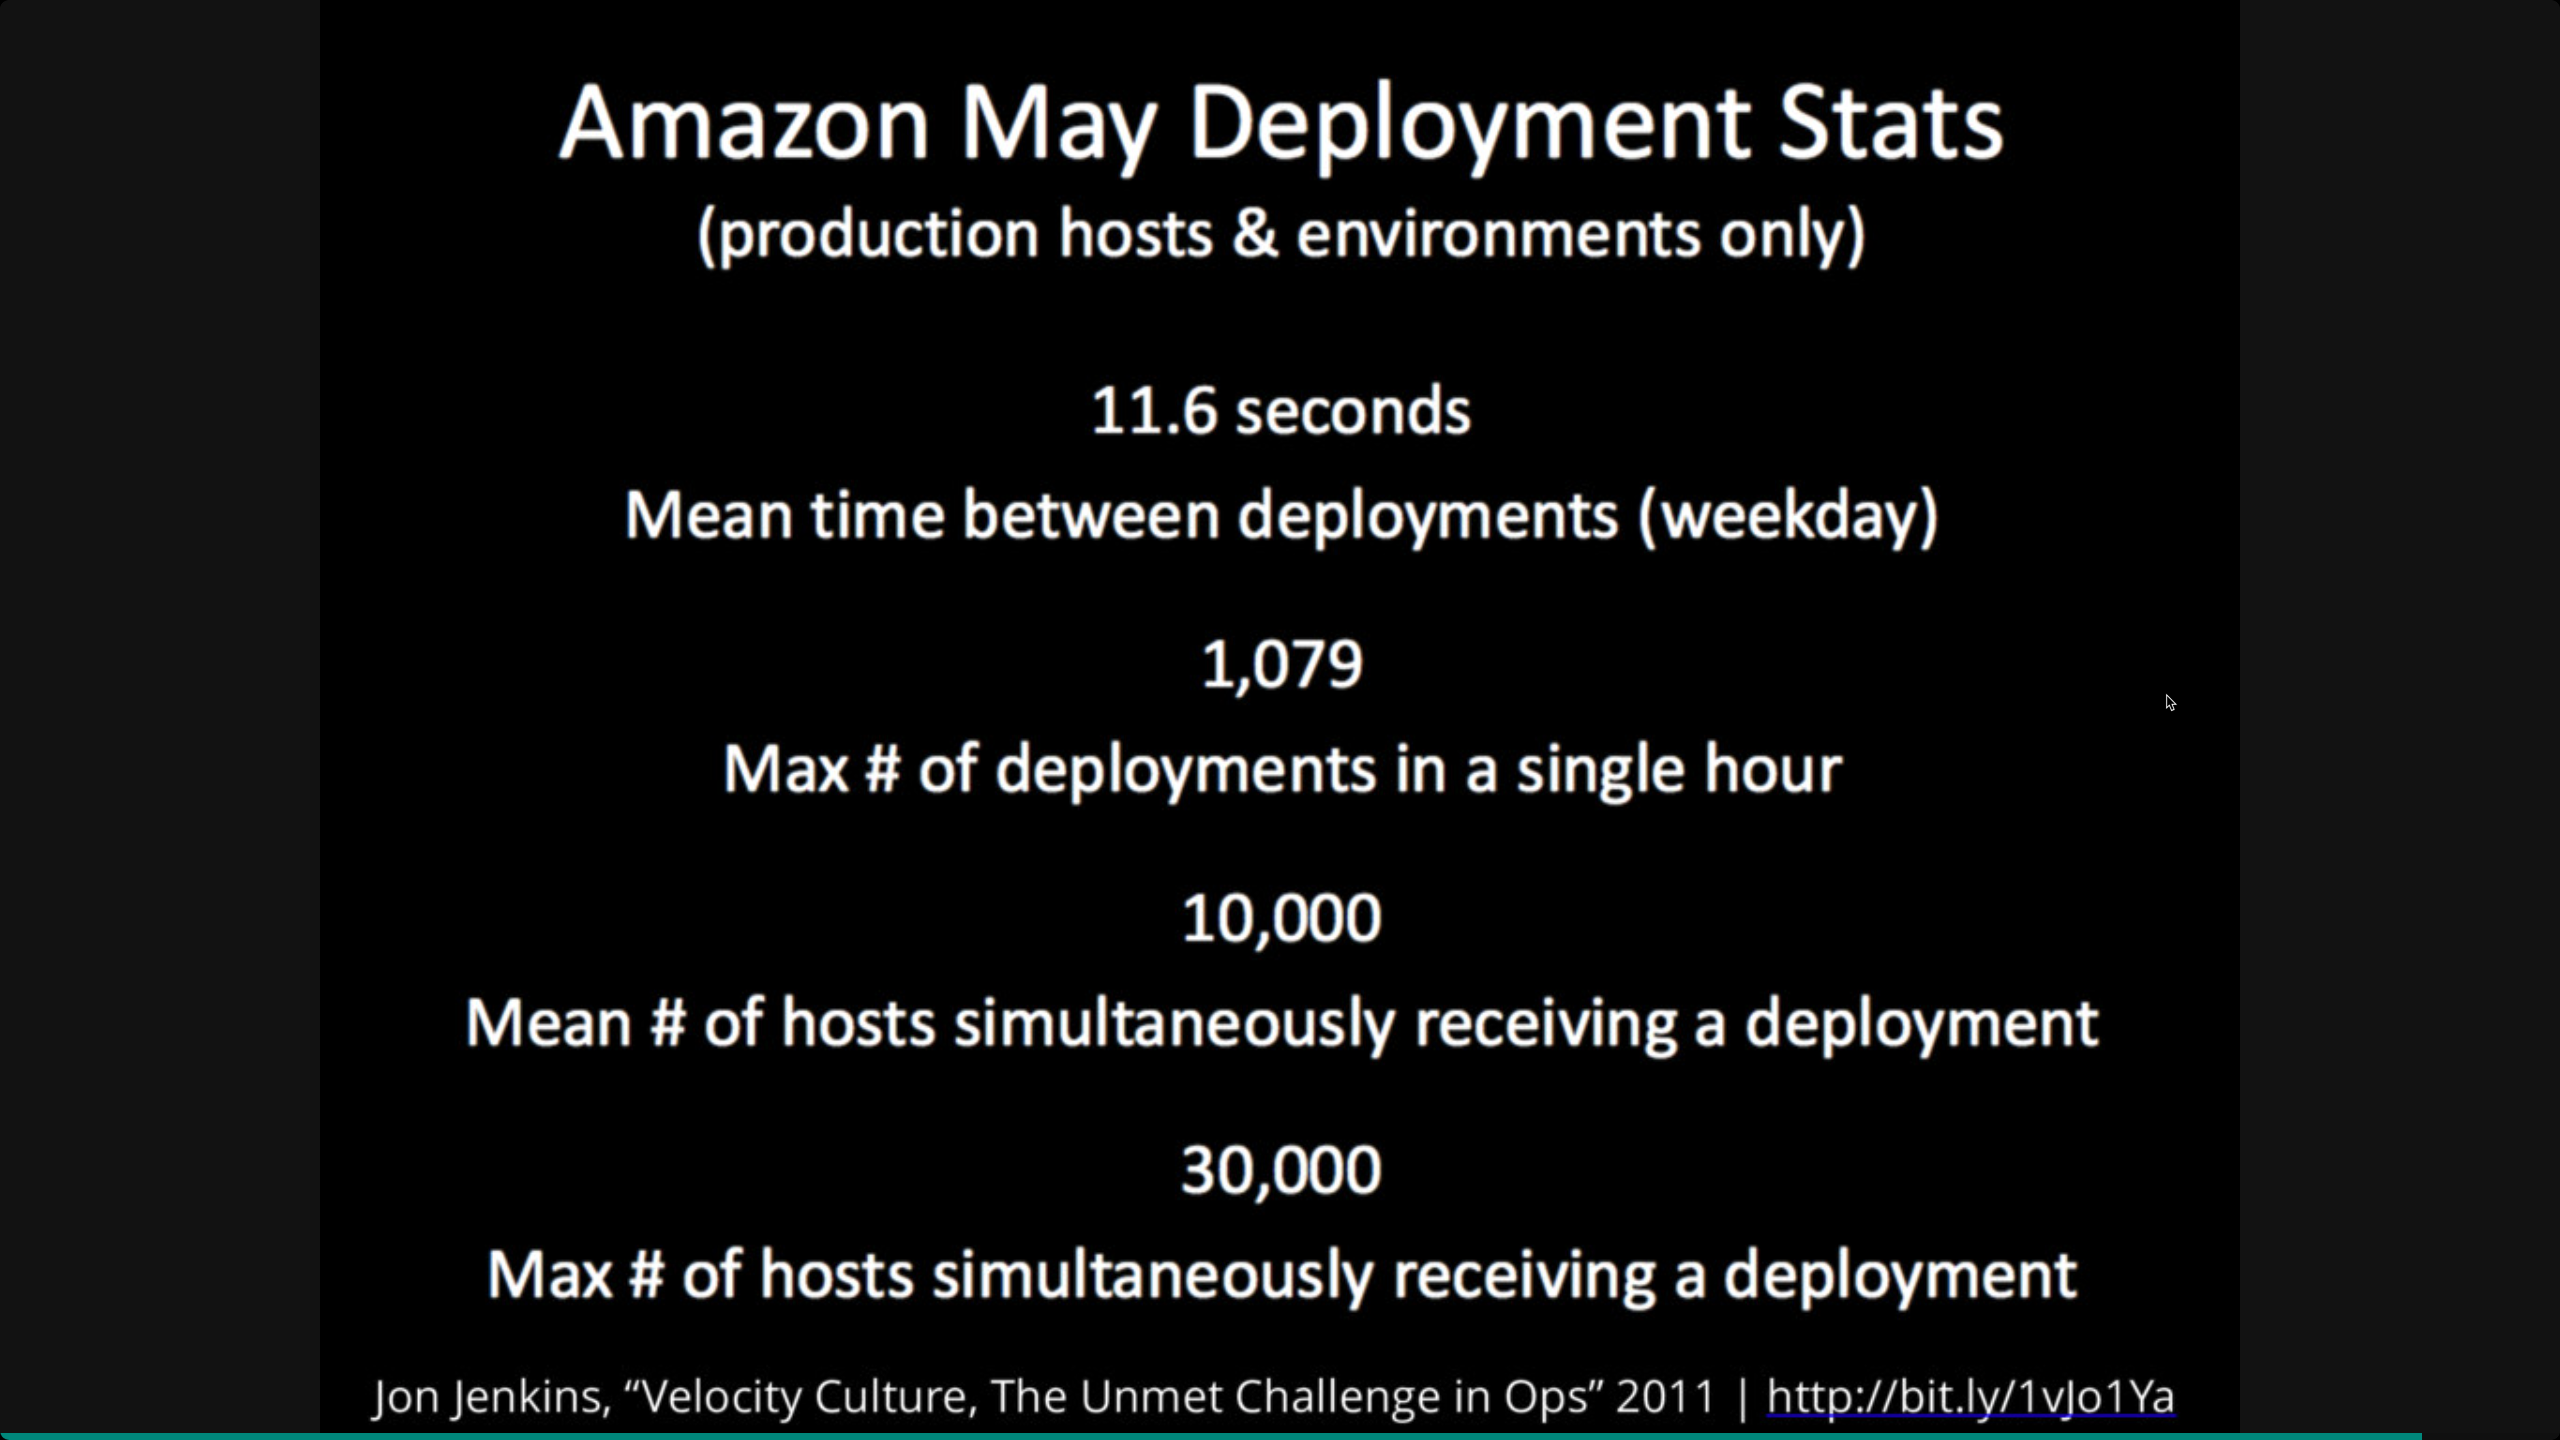 Amazon May Deployment Stats
(production hosts & environments only)
11.6 seconds
Mean time between deployments (weekday)
1,079
Max # of deployments in a single hour
10,000
Mean # of hosts simultaneously receiving a deployment
30,000
Max # of hosts simultaneously receiving a deployment
Jon Jenkins, “Velocity Culture, The Unmet Challenge in Ops” 2011 | http://bit.ly/1vJo1Ya